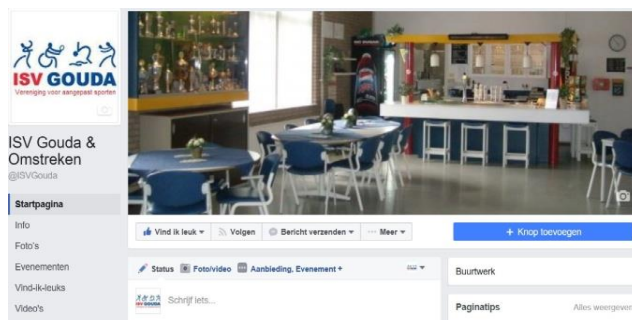 ISV GOUDA
Vereniging voor aangepast sporten
ISV Gouda &
Omstreken
@ISVGouda
Startpagina
Info
Foto's
Evenementen
Vind-ik-leuks
Video's
Vind ik leuk
Volgen
Bericht verzenden
Meer
+ Knop toevoegen
Status
Foto/video
Aanbieding, Evenement +
Schrijf iets...
Buurtwerk
Paginatips
Alles weergeven